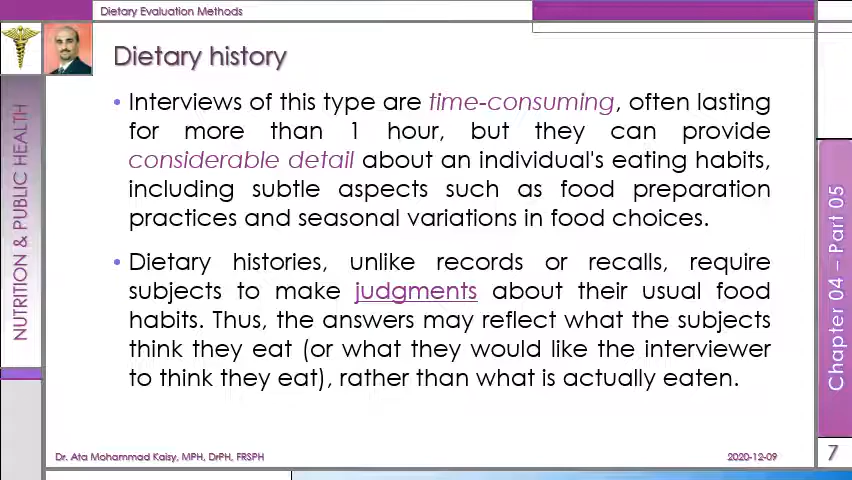 Dietary Evaluation Methods
Dietary history
• Interviews of this type are time-consuming, often lasting
for more than 1 hour, but they can provide
considerable detail about an individual's eating habits,
including subtle aspects such as food preparation
practices and seasonal variations in food choices.
• Dietary histories, unlike records or recalls, require
subjects to make judgments about their usual food
habits. Thus, the answers may reflect what the subjects
think they eat (or what they would like the interviewer
to think they eat), rather than what is actually eaten.
NUTRITION & PUBLIC HEALTH
Chapter 04 – Part 05
Dr. Ata Mohammad Kaisy, MPH, DrPH, FRSPH
2020-12-09
7